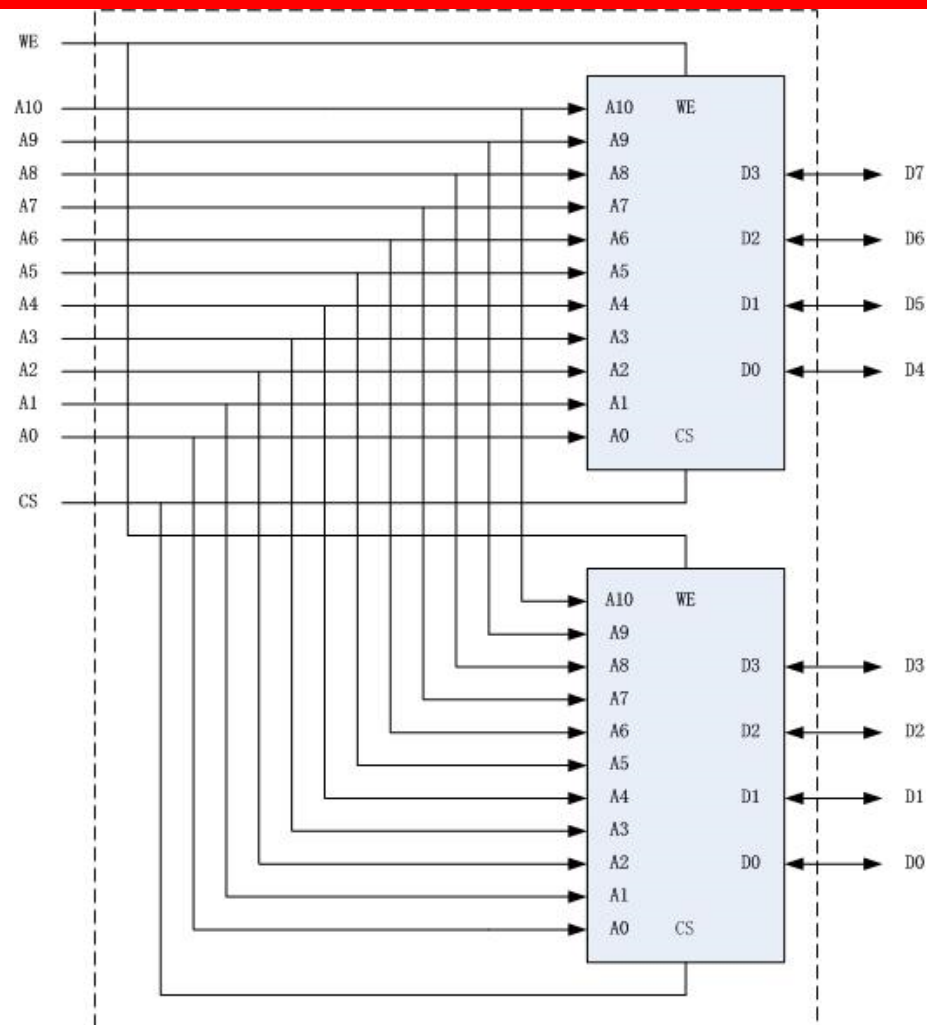 WE
A10 A10 WE
A9 A9
A8 A8 D3 D7
A7 A7
A6 A6 D2 D6
A5 A5
A4 A4 D1 D5
A3 A3
A2 A2 D0 D4
A1 A1
A0 A0 CS
CS
A10 WE
A9
A8 D3 D3
A7
A6 D2 D2
A5
A4 D1 D1
A3
A2 D0 D0
A1
A0 CS